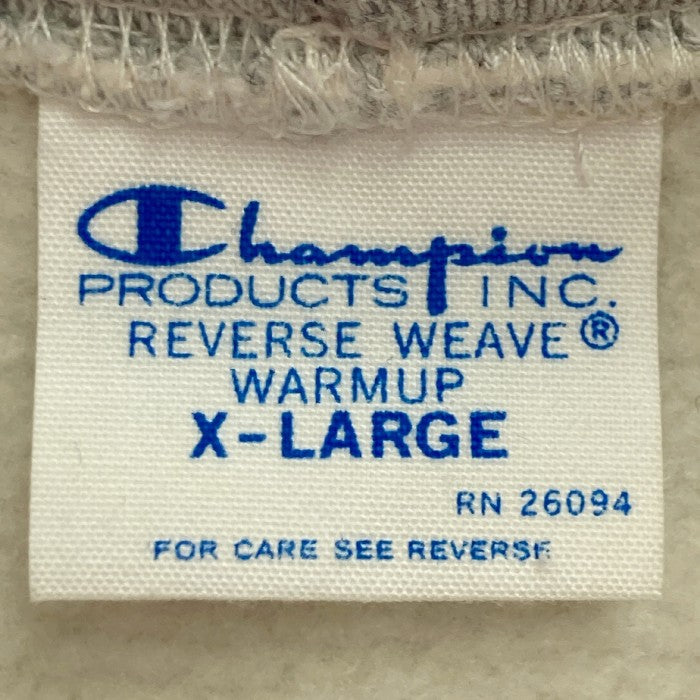 Champion
PRODUCTS INC.
REVERSE WEAVE®
WARMUP
X-LARGE
RN 26094
FOR CARE SEE REVERSE